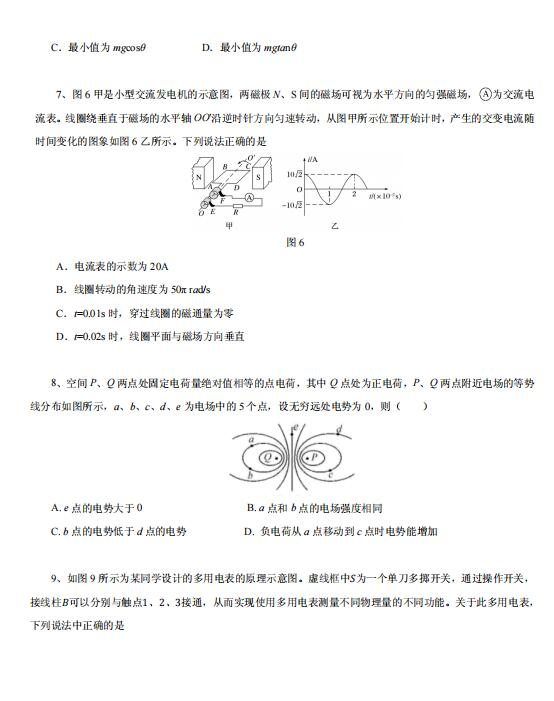 C．最小值为 mgcosθ D．最小值为 mgtanθ
7、图 6 甲是小型交流发电机的示意图，两磁极 N、S 间的磁场可视为水平方向的匀强磁场，Ⓐ为交流电
流表。线圈绕垂直于磁场的水平轴 OO′沿逆时针方向匀速转动，从图甲所示位置开始计时，产生的交变电流随
时间变化的图象如图 6 乙所示。下列说法正确的是
N B O′ C S A D F A O E R
甲
i/A
10√2
O 1 2 t/(×10⁻²s)
−10√2
乙
图 6
A．电流表的示数为 20A
B．线圈转动的角速度为 50π rad/s
C．t=0.01s 时，穿过线圈的磁通量为零
D．t=0.02s 时，线圈平面与磁场方向垂直
8、空间 P、Q 两点处固定电荷量绝对值相等的点电荷，其中 Q 点处为正电荷，P、Q 两点附近电场的等势
线分布如图所示，a、b、c、d、e 为电场中的 5 个点，设无穷远处电势为 0，则（ ）
e d a Q P b c
A. e 点的电势大于 0 B. a 点和 b 点的电场强度相同
C. b 点的电势低于 d 点的电势 D. 负电荷从 a 点移动到 c 点时电势能增加
9、如图 9 所示为某同学设计的多用电表的原理示意图。虚线框中S为一个单刀多掷开关，通过操作开关，
接线柱B可以分别与触点1、2、3接通，从而实现使用多用电表测量不同物理量的不同功能。关于此多用电表，
下列说法中正确的是